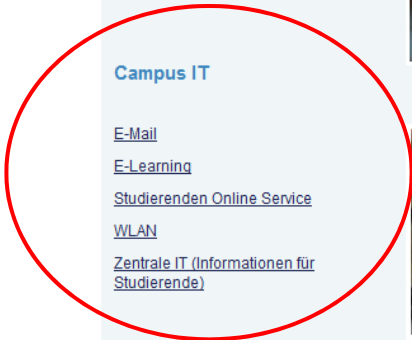 Campus IT
E-Mail
E-Learning
Studierenden Online Service
WLAN
Zentrale IT (Informationen für
Studierende)